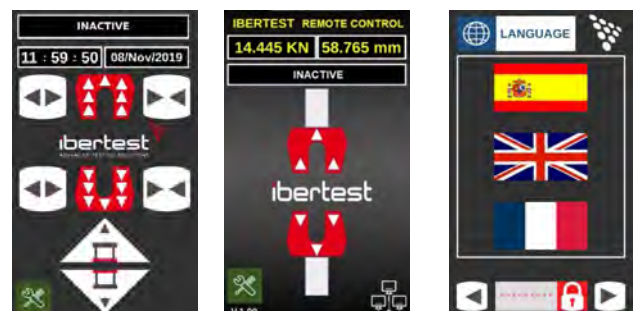 INACTIVE
11 : 59 : 50 08/Nov/2019
ibertest
ADVANCED TESTING SOLUTIONS
IBERTEST REMOTE CONTROL
14.445 KN 58.765 mm
INACTIVE
ibertest
LANGUAGE